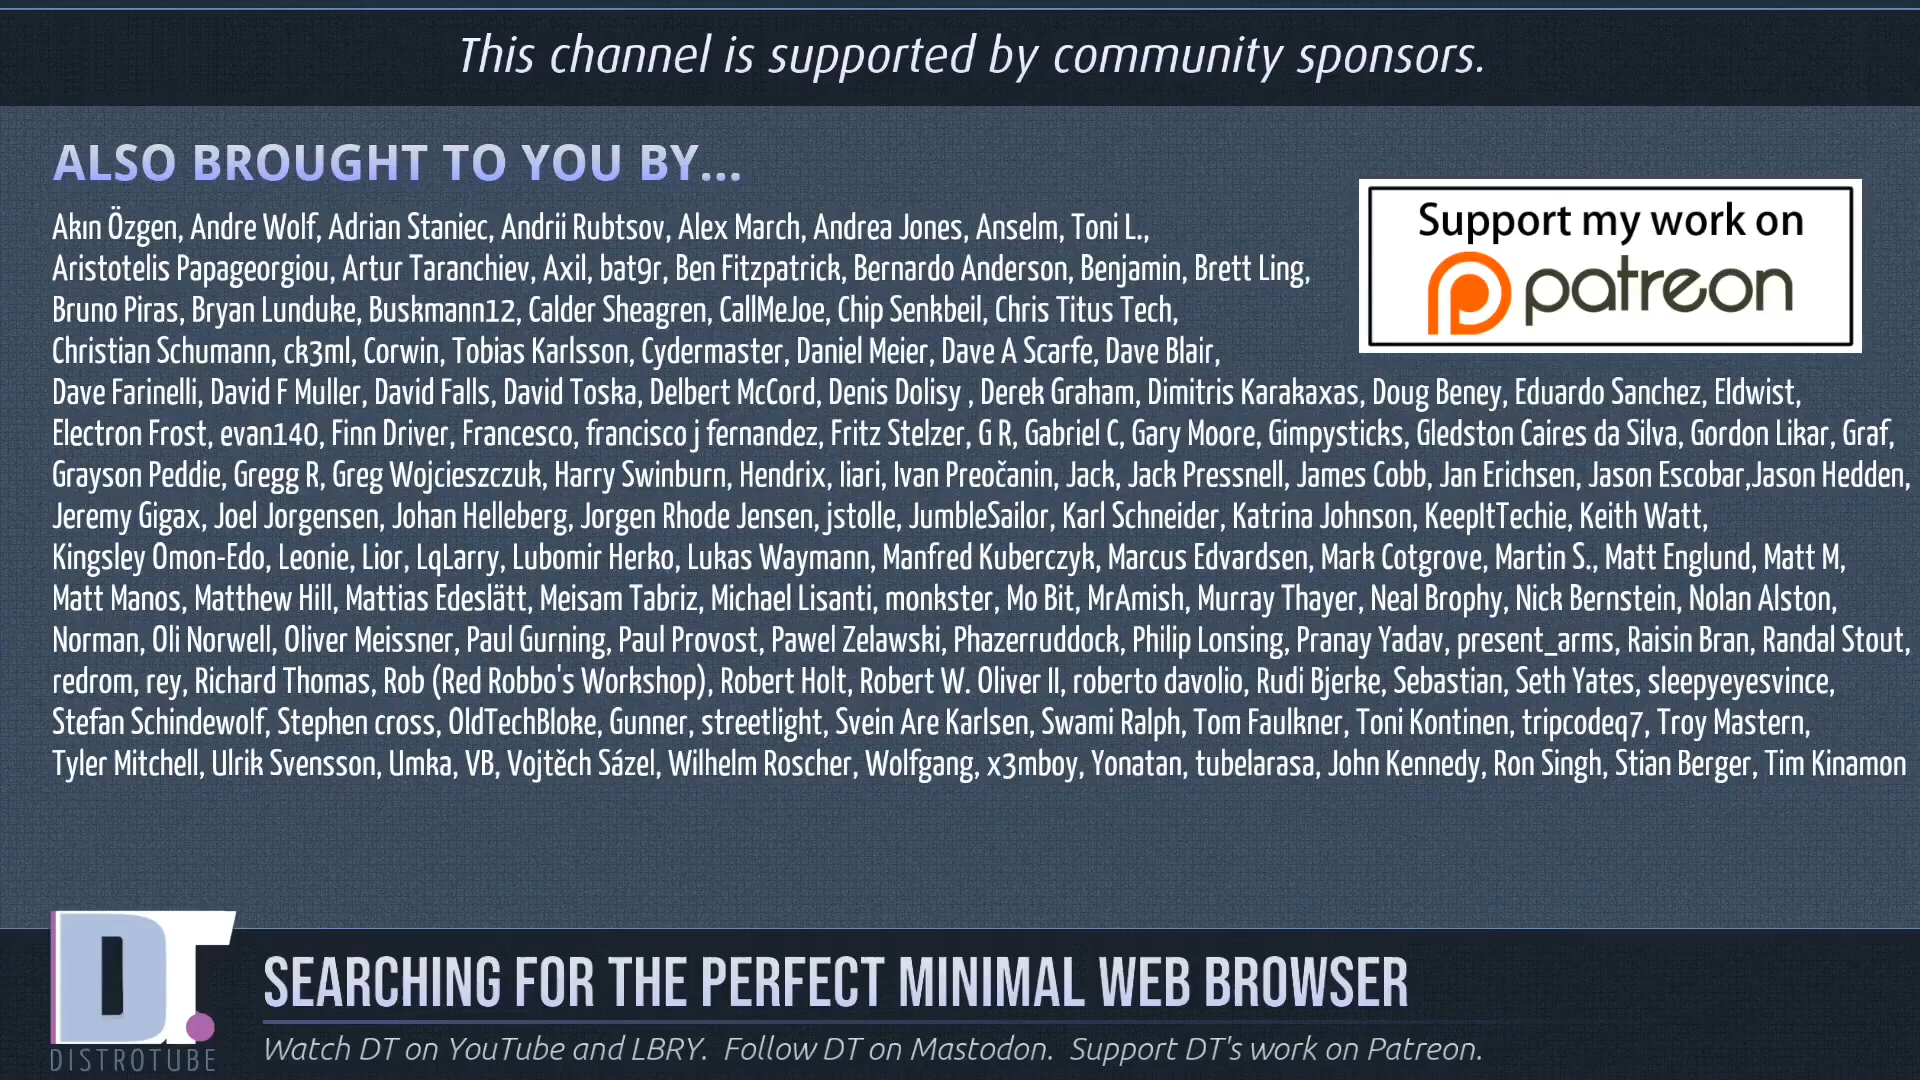 This channel is supported by community sponsors.
ALSO BROUGHT TO YOU BY...
Akın Özgen, Andre Wolf, Adrian Staniec, Andrii Rubtsov, Alex March, Andrea Jones, Anselm, Toni L.,
Aristotelis Papageorgiou, Artur Taranchiev, Axil, bat9r, Ben Fitzpatrick, Bernardo Anderson, Benjamin, Brett Ling,
Bruno Piras, Bryan Lunduke, Buskmann12, Calder Sheagren, CallMeJoe, Chip Senkbeil, Chris Titus Tech,
Christian Schumann, ck3ml, Corwin, Tobias Karlsson, Cydermaster, Daniel Meier, Dave A Scarfe, Dave Blair,
Dave Farinelli, David F Muller, David Falls, David Toska, Delbert McCord, Denis Dolisy , Derek Graham, Dimitris Karakaxas, Doug Beney, Eduardo Sanchez, Eldwist,
Electron Frost, evan140, Finn Driver, Francesco, francisco j fernandez, Fritz Stelzer, G R, Gabriel C, Gary Moore, Gimpysticks, Gledston Caires da Silva, Gordon Likar, Graf,
Grayson Peddie, Gregg R, Greg Wojcieszczuk, Harry Swinburn, Hendrix, Iiari, Ivan Preočanin, Jack, Jack Pressnell, James Cobb, Jan Erichsen, Jason Escobar,Jason Hedden,
Jeremy Gigax, Joel Jorgensen, Johan Helleberg, Jorgen Rhode Jensen, jstolle, JumbleSailor, Karl Schneider, Katrina Johnson, KeepItTechie, Keith Watt,
Kingsley Omon-Edo, Leonie, Lior, LqLarry, Lubomir Herko, Lukas Waymann, Manfred Kuberczyk, Marcus Edvardsen, Mark Cotgrove, Martin S., Matt Englund, Matt M,
Matt Manos, Matthew Hill, Mattias Edeslätt, Meisam Tabriz, Michael Lisanti, monkster, Mo Bit, MrAmish, Murray Thayer, Neal Brophy, Nick Bernstein, Nolan Alston,
Norman, Oli Norwell, Oliver Meissner, Paul Gurning, Paul Provost, Pawel Zelawski, Phazerruddock, Philip Lonsing, Pranay Yadav, present_arms, Raisin Bran, Randal Stout,
redrom, rey, Richard Thomas, Rob (Red Robbo's Workshop), Robert Holt, Robert W. Oliver II, roberto davolio, Rudi Bjerke, Sebastian, Seth Yates, sleepyeyesvince,
Stefan Schindewolf, Stephen cross, OldTechBloke, Gunner, streetlight, Svein Are Karlsen, Swami Ralph, Tom Faulkner, Toni Kontinen, tripcodeq7, Troy Mastern,
Tyler Mitchell, Ulrik Svensson, Umka, VB, Vojtěch Sázel, Wilhelm Roscher, Wolfgang, x3mboy, Yonatan, tubelarasa, John Kennedy, Ron Singh, Stian Berger, Tim Kinamon
Support my work on
patreon
DT
DISTROTUBE
SEARCHING FOR THE PERFECT MINIMAL WEB BROWSER
Watch DT on YouTube and LBRY. Follow DT on Mastodon. Support DT's work on Patreon.